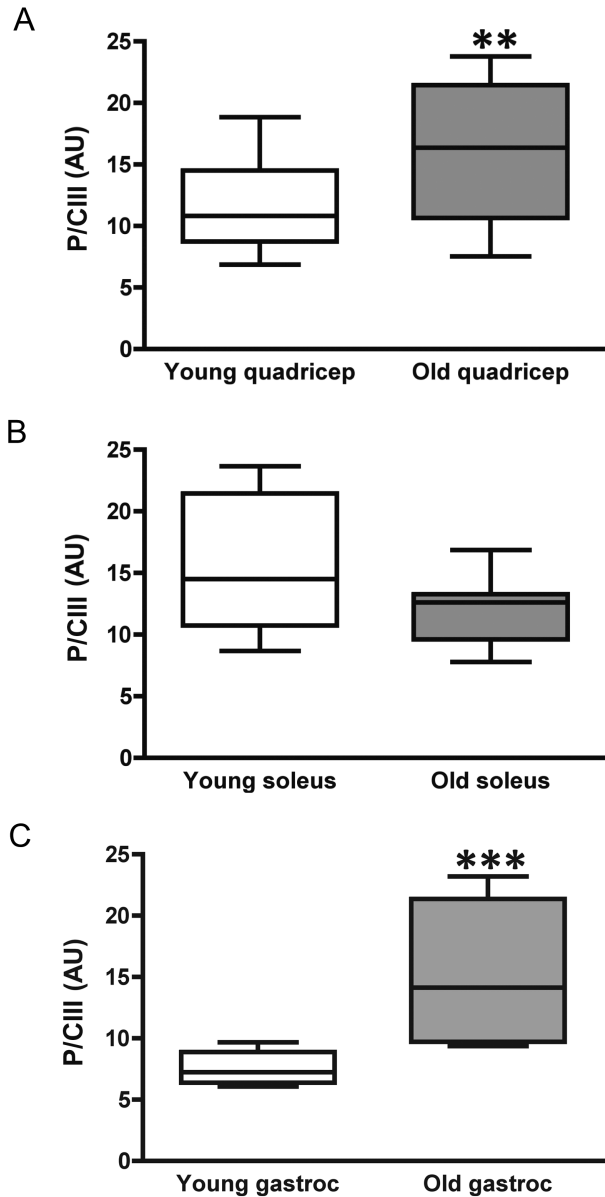 A
25
**
20
15
10
5
0
P/CIII (AU)
Young quadricep
Old quadricep
B
25
20
15
10
5
0
P/CIII (AU)
Young soleus
Old soleus
C
25
***
20
15
10
5
0
P/CIII (AU)
Young gastroc
Old gastroc